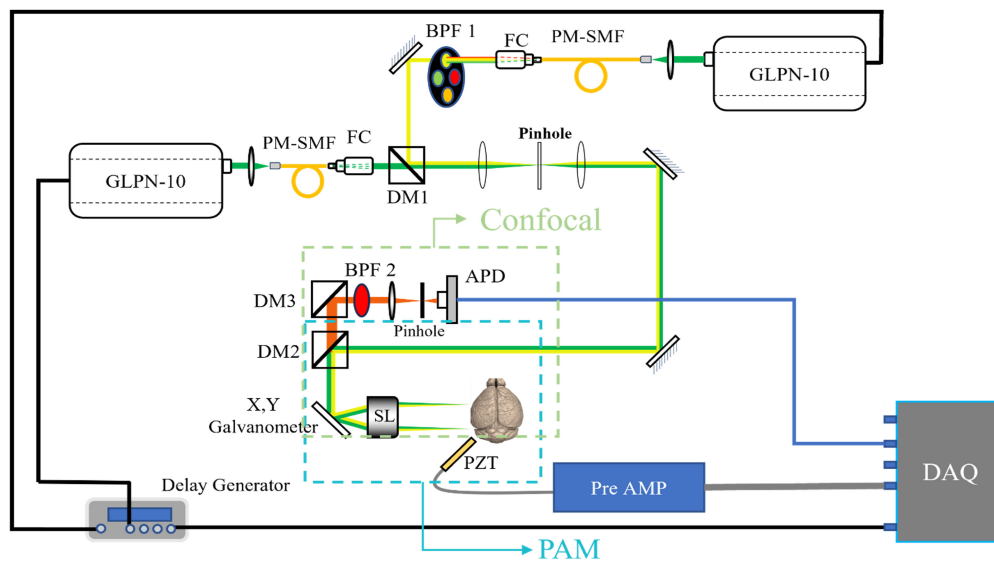 BPF 1
FC
PM-SMF
GLPN-10
PM-SMF
FC
Pinhole
GLPN-10
DM1
Confocal
BPF 2
APD
DM3
Pinhole
DM2
X,Y
Galvanometer
SL
PZT
Delay Generator
Pre AMP
DAQ
PAM